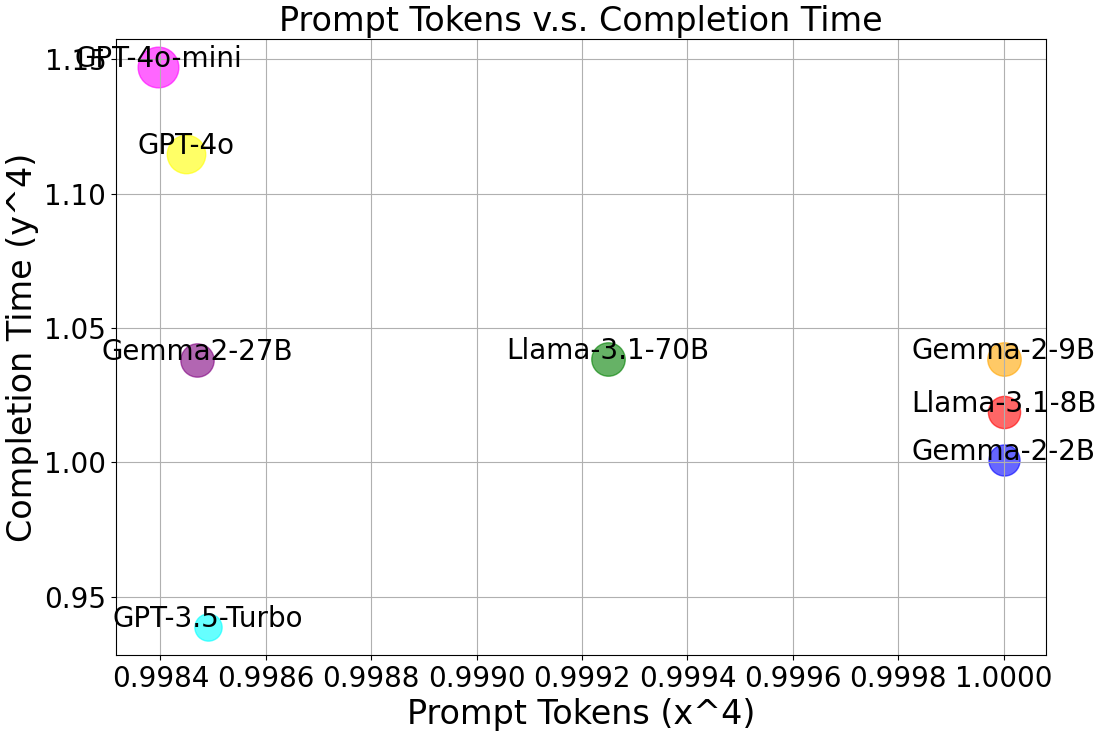 Prompt Tokens v.s. Completion Time
1.15
GPT-4o-mini
GPT-4o
1.10
1.05
Gemma2-27B
Llama-3.1-70B
Gemma-2-9B
Llama-3.1-8B
Gemma-2-2B
1.00
0.95
GPT-3.5-Turbo
Completion Time (y^4)
0.9984 0.9986 0.9988 0.9990 0.9992 0.9994 0.9996 0.9998 1.0000
Prompt Tokens (x^4)